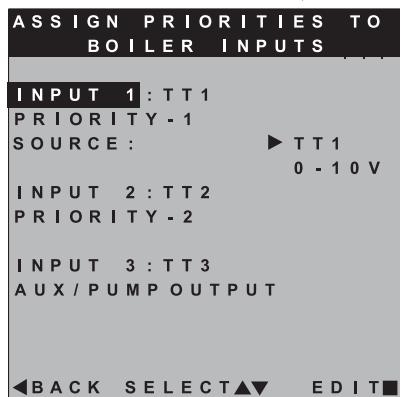 ASSIGN PRIORITIES TO
BOILER INPUTS
INPUT 1:TT1
PRIORITY-1
SOURCE: ▶TT1
0-10V
INPUT 2:TT2
PRIORITY-2
INPUT 3:TT3
AUX/PUMP OUTPUT
◀BACK SELECT▲▼ EDIT■